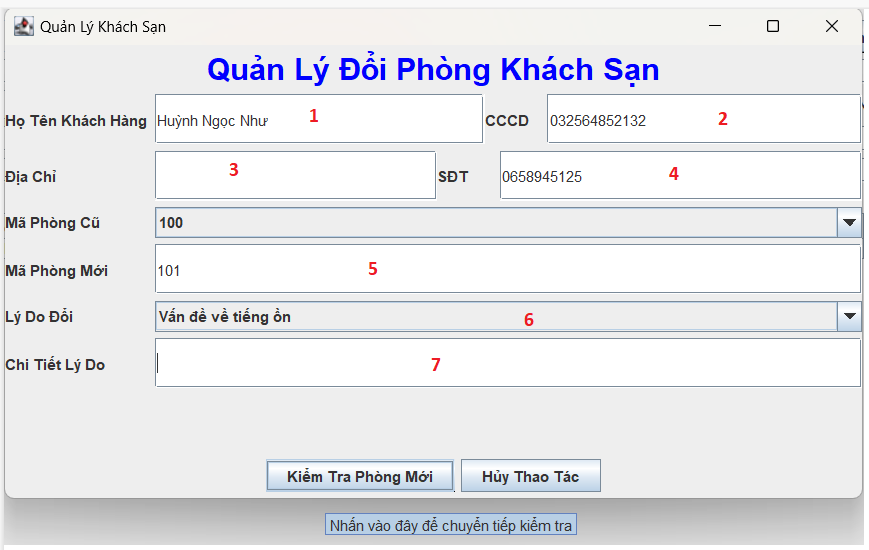 Quản Lý Khách Sạn
Quản Lý Đổi Phòng Khách Sạn
Họ Tên Khách Hàng Huỳnh Ngọc Như 1 CCCD 032564852132 2
Địa Chỉ 3 SĐT 0658945125 4
Mã Phòng Cũ 100
Mã Phòng Mới 101 5
Lý Do Đổi Vấn đề về tiếng ồn 6
Chi Tiết Lý Do 7
Kiểm Tra Phòng Mới Hủy Thao Tác
Nhấn vào đây để chuyển tiếp kiểm tra